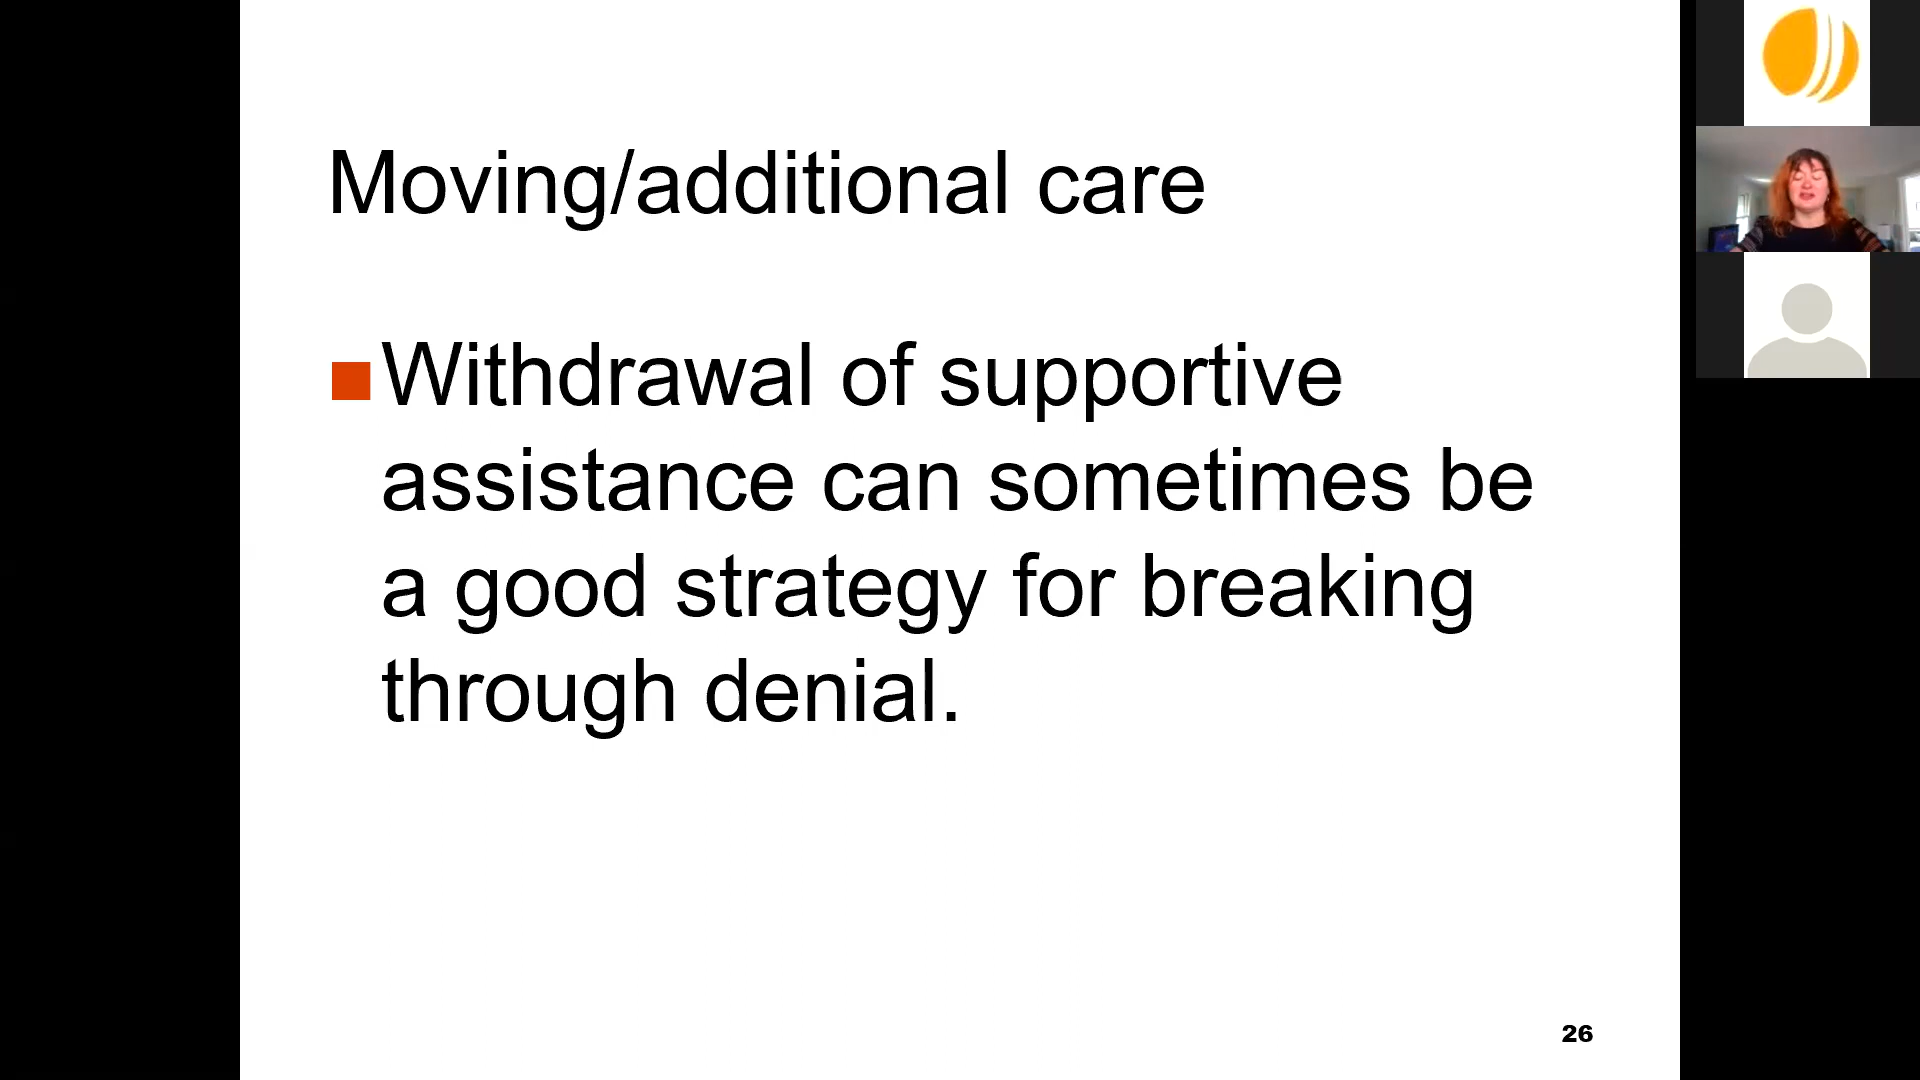 Moving/additional care
Withdrawal of supportive
assistance can sometimes be
a good strategy for breaking
through denial.
26